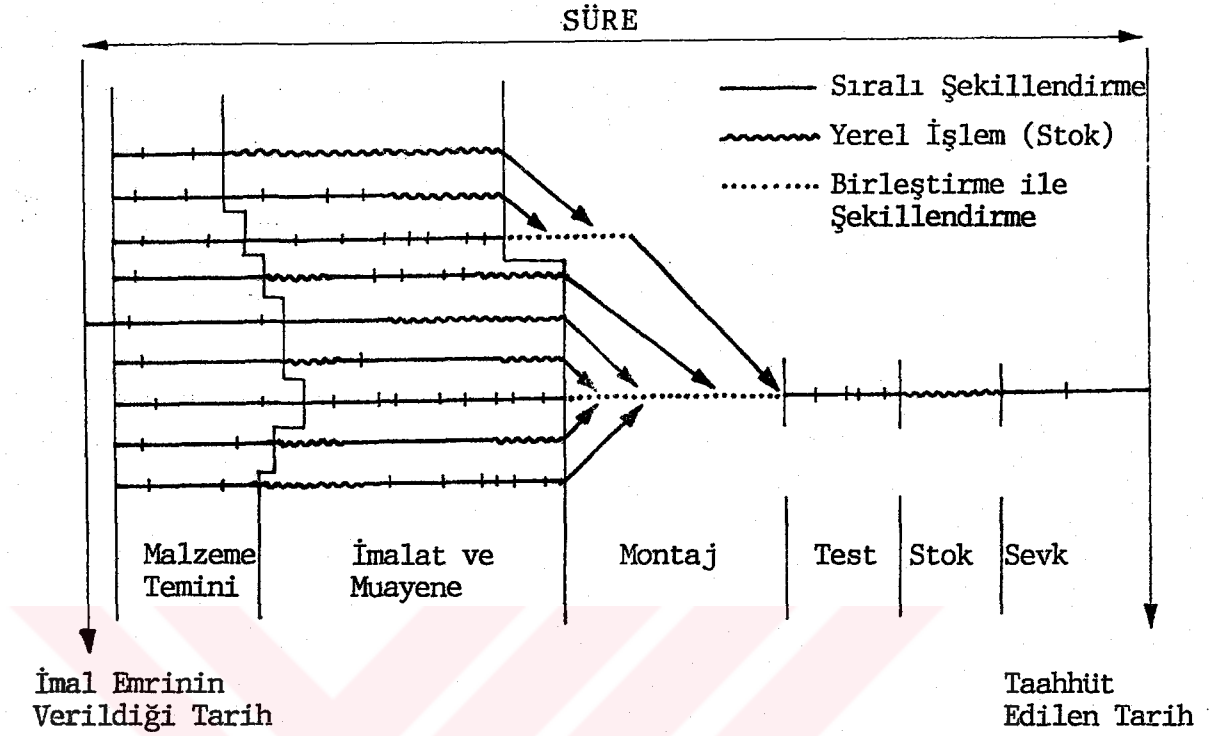 SÜRE
Sıralı Şekillendirme
Yerel İşlem (Stok)
Birleştirme ile
Şekillendirme
Malzeme
Temini
İmalat ve
Muayene
Montaj
Test
Stok
Sevk
İmal Emrinin
Verildiği Tarih
Taahhüt
Edilen Tarih